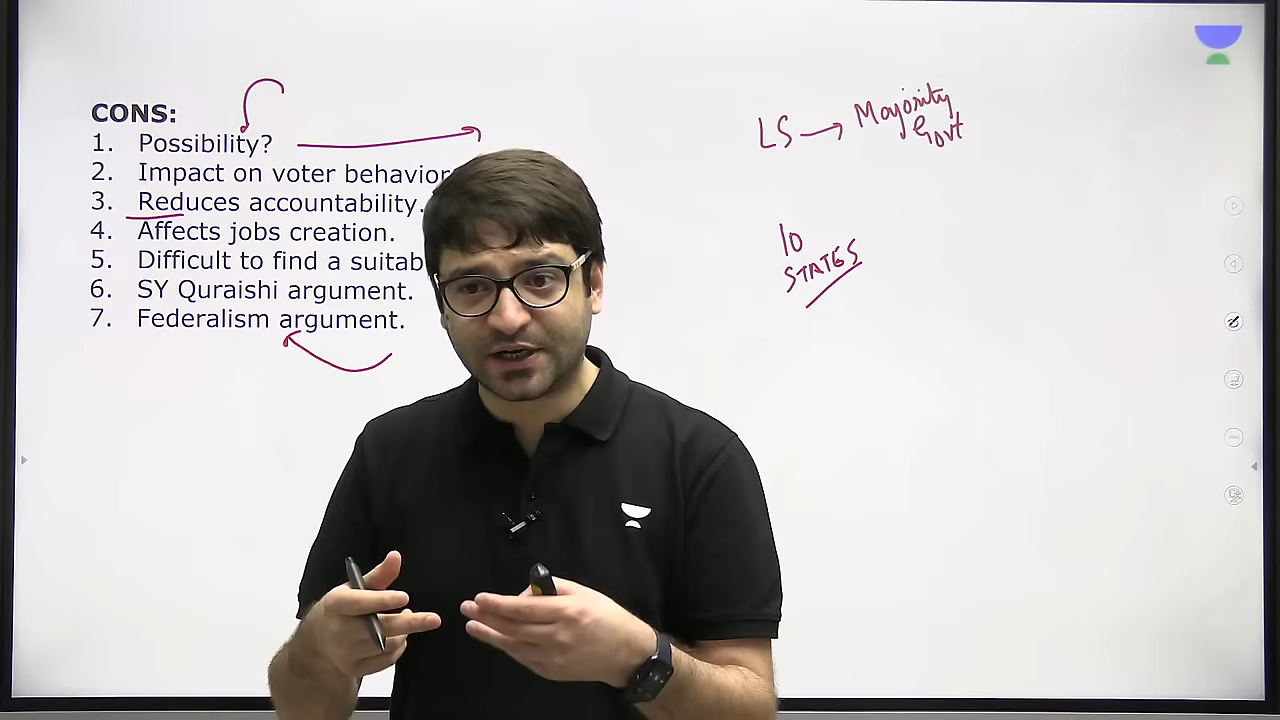 CONS:
1. Possibility?
2. Impact on voter behavior
3. Reduces accountability.
4. Affects jobs creation.
5. Difficult to find a suitab
6. SY Quraishi argument.
7. Federalism argument.
LS → Majority
Govt
10
STATES